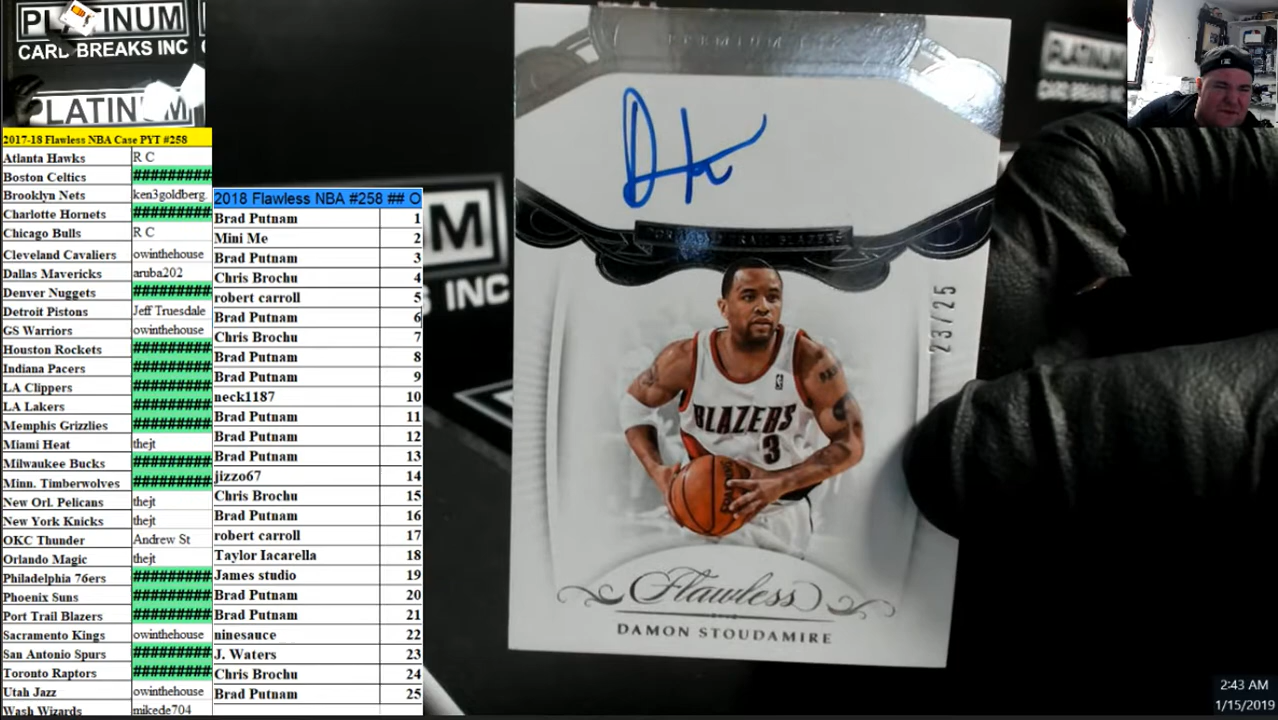 PLATINUM
CARD BREAKS INC
PLATINUM
2017-18 Flawless NBA Case PYT #258
Atlanta Hawks R C
Boston Celtics ##########
Brooklyn Nets ken3goldberg
Charlotte Hornets ##########
Chicago Bulls R C
Cleveland Cavaliers owinthehouse
Dallas Mavericks aruba202
Denver Nuggets ##########
Detroit Pistons Jeff Truesdale
GS Warriors owinthehouse
Houston Rockets ##########
Indiana Pacers ##########
LA Clippers ##########
LA Lakers ##########
Memphis Grizzlies ##########
Miami Heat thejt
Milwaukee Bucks ##########
Minn. Timberwolves ##########
New Orl. Pelicans thejt
New York Knicks thejt
OKC Thunder Andrew St
Orlando Magic thejt
Philadelphia 76ers ##########
Phoenix Suns ##########
Port Trail Blazers ##########
Sacramento Kings owinthehouse
San Antonio Spurs ##########
Toronto Raptors ##########
Utah Jazz owinthehouse
Wash Wizards mikede704
2018 Flawless NBA #258 ## O
Brad Putnam 1
Mini Me 2
Brad Putnam 3
Chris Brochu 4
robert carroll 5
Brad Putnam 6
Chris Brochu 7
Brad Putnam 8
Brad Putnam 9
neck1187 10
Brad Putnam 11
Brad Putnam 12
Brad Putnam 13
jizzo67 14
Chris Brochu 15
Brad Putnam 16
robert carroll 17
Taylor Iacarella 18
James studio 19
Brad Putnam 20
Brad Putnam 21
ninesauce 22
J. Waters 23
Chris Brochu 24
Brad Putnam 25
M
INC
PREMIUM
PORTLAND TRAIL BLAZERS
23/25
BLAZERS
3
SPALDING
Flawless
DAMON STOUDAMIRE
PLATINUM
CARD BREAKS INC
2:43 AM
1/15/2019